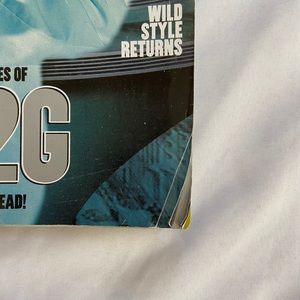 WILD
STYLE
RETURNS
ES OF
2G
EAD!